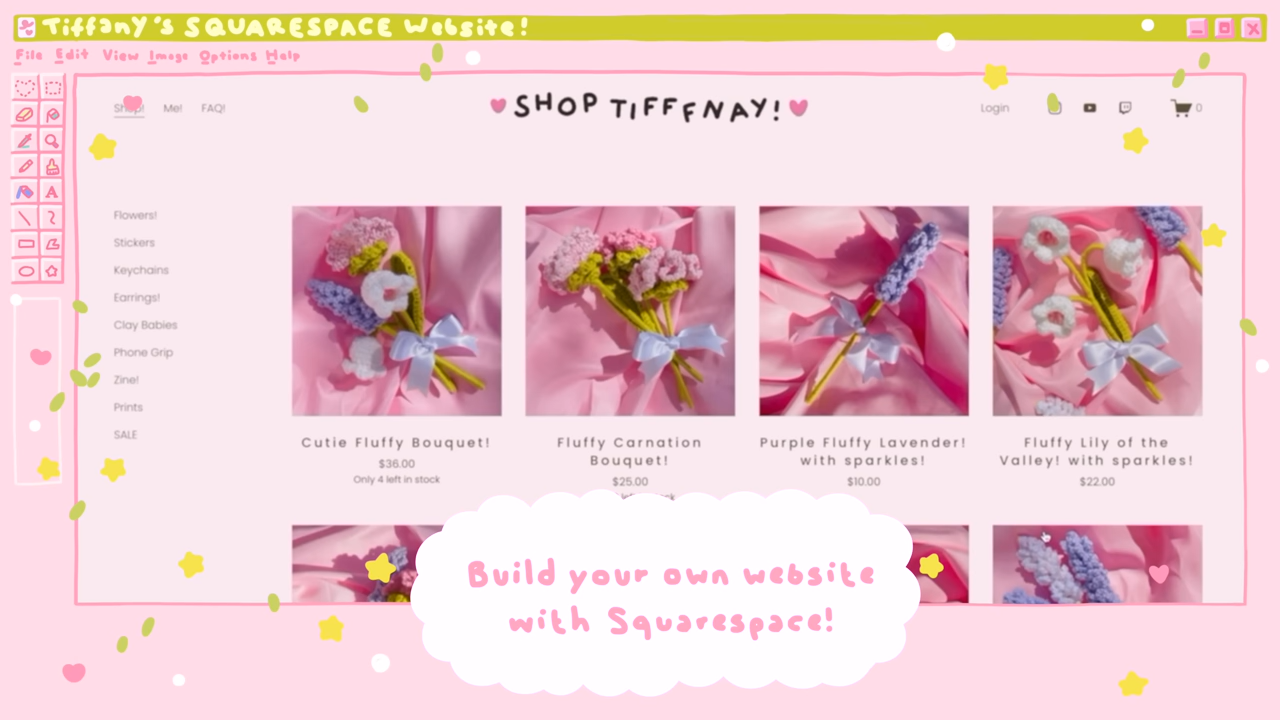 Tiffany's SQUARESPACE Website!
File Edit View Image Options Help
Shop! Me! FAQ!
SHOP TIFFFNAY!
Login
0
Flowers!
Stickers
Keychains
Earrings!
Clay Babies
Phone Grip
Zine!
Prints
SALE
Cutie Fluffy Bouquet!
$36.00
Only 4 left in stock
Fluffy Carnation
Bouquet!
$25.00
Purple Fluffy Lavender!
with sparkles!
$10.00
Fluffy Lily of the
Valley! with sparkles!
$22.00
Build your own website
with Squarespace!